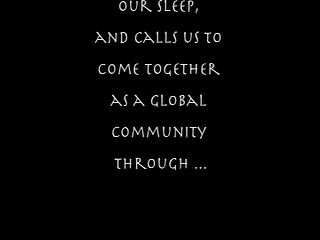 our sleep,
and calls us to
come together
as a global
community
through ...